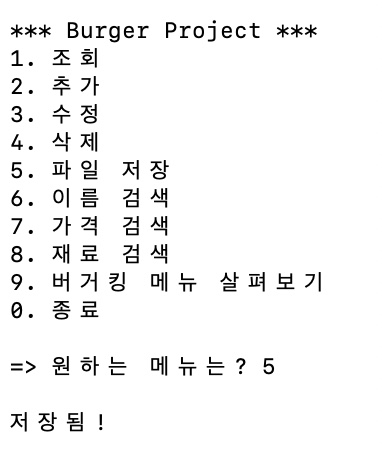 *** Burger Project ***
1. 조회
2. 추가
3. 수정
4. 삭제
5. 파일 저장
6. 이름 검색
7. 가격 검색
8. 재료 검색
9. 버거킹 메뉴 살펴보기
0. 종료
=> 원하는 메뉴는? 5
저장됨!